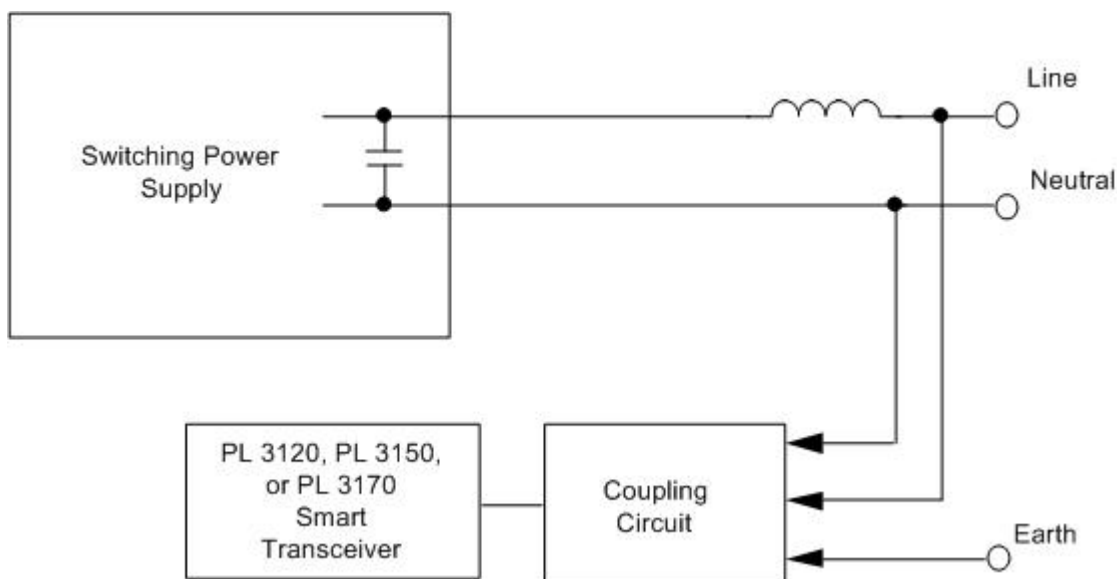 Line
Switching Power
Supply
Neutral
PL 3120, PL 3150,
or PL 3170
Smart
Transceiver
Coupling
Circuit
Earth